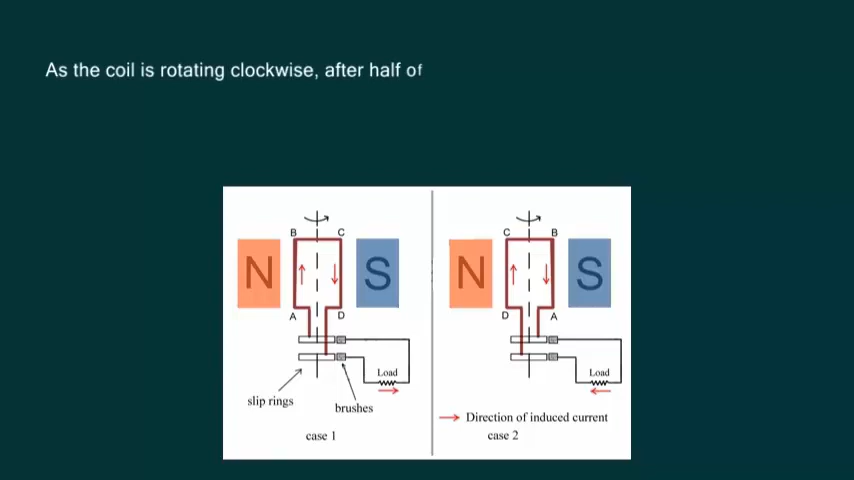 As the coil is rotating clockwise, after half of
B C
N S
A D
Load
slip rings
brushes
case 1
C B
N S
D A
Load
Direction of induced current
case 2